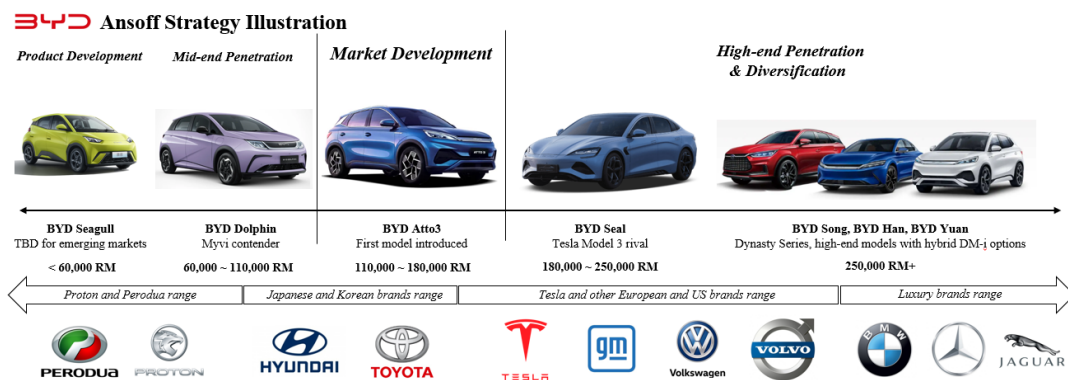 BYD Ansoff Strategy Illustration
Product Development
Mid-end Penetration
Market Development
High-end Penetration
& Diversification
BYD Seagull
TBD for emerging markets
< 60,000 RM
BYD Dolphin
Myvi contender
60,000 ~ 110,000 RM
BYD Atto3
First model introduced
110,000 ~ 180,000 RM
BYD Seal
Tesla Model 3 rival
180,000 ~ 250,000 RM
BYD Song, BYD Han, BYD Yuan
Dynasty Series, high-end models with hybrid DM-i options
250,000 RM+
Proton and Perodua range
Japanese and Korean brands range
Tesla and other European and US brands range
Luxury brands range
PERODUA
PROTON
HYUNDAI
TOYOTA
TESLA
gm
Volkswagen
VOLVO
BMW
JAGUAR